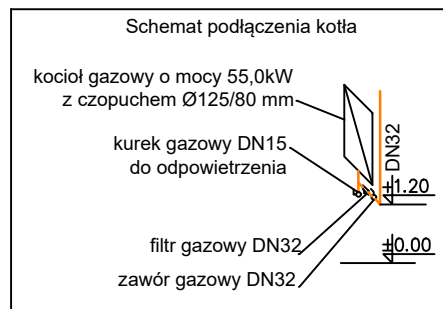 Schemat podłączenia kotła
kocioł gazowy o mocy 55,0kW
z czopuchem Ø125/80 mm
kurek gazowy DN15
do odpowietrzenia
DN32
±1.20
filtr gazowy DN32
±0.00
zawór gazowy DN32